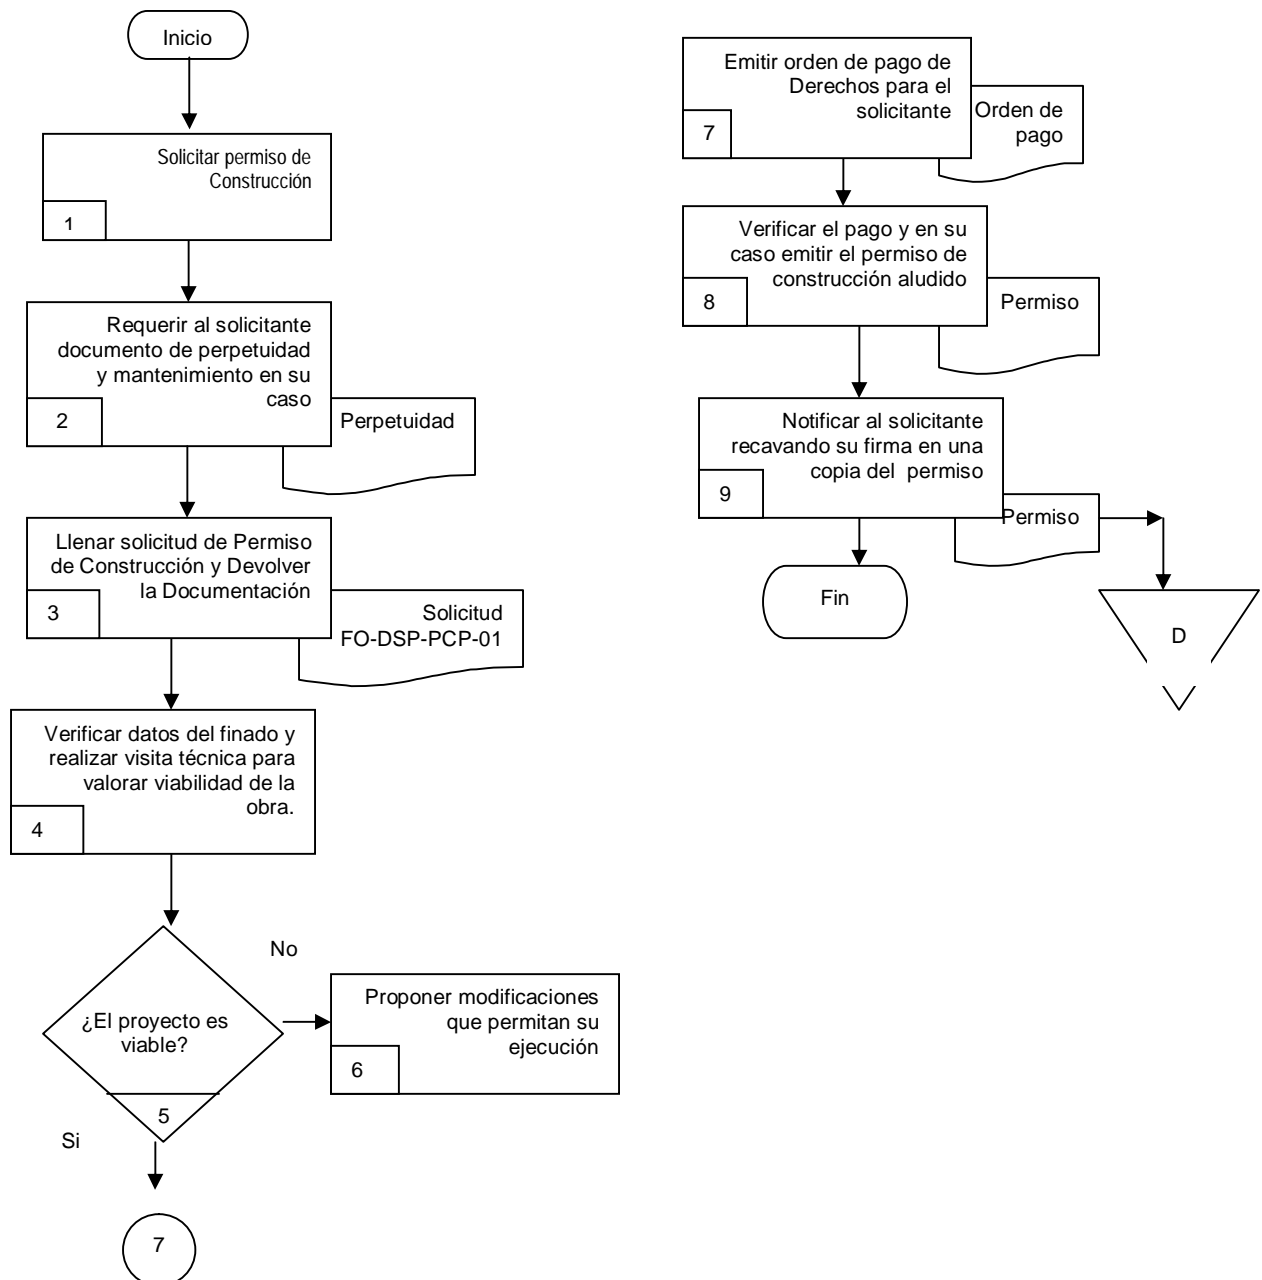 Inicio
Solicitar permiso de
Construcción
1
Requerir al solicitante
documento de perpetuidad
y mantenimiento en su
caso
2
Perpetuidad
Llenar solicitud de Permiso
de Construcción y Devolver
la Documentación
3
Solicitud
FO-DSP-PCP-01
Verificar datos del finado y
realizar visita técnica para
valorar viabilidad de la
obra.
4
¿El proyecto es
viable?
5
No
Proponer modificaciones
que permitan su
ejecución
6
Si
7
Emitir orden de pago de
Derechos para el
solicitante
7
Orden de
pago
Verificar el pago y en su
caso emitir el permiso de
construcción aludido
8
Permiso
Notificar al solicitante
recavando su firma en una
copia del  permiso
9
Permiso
Fin
D